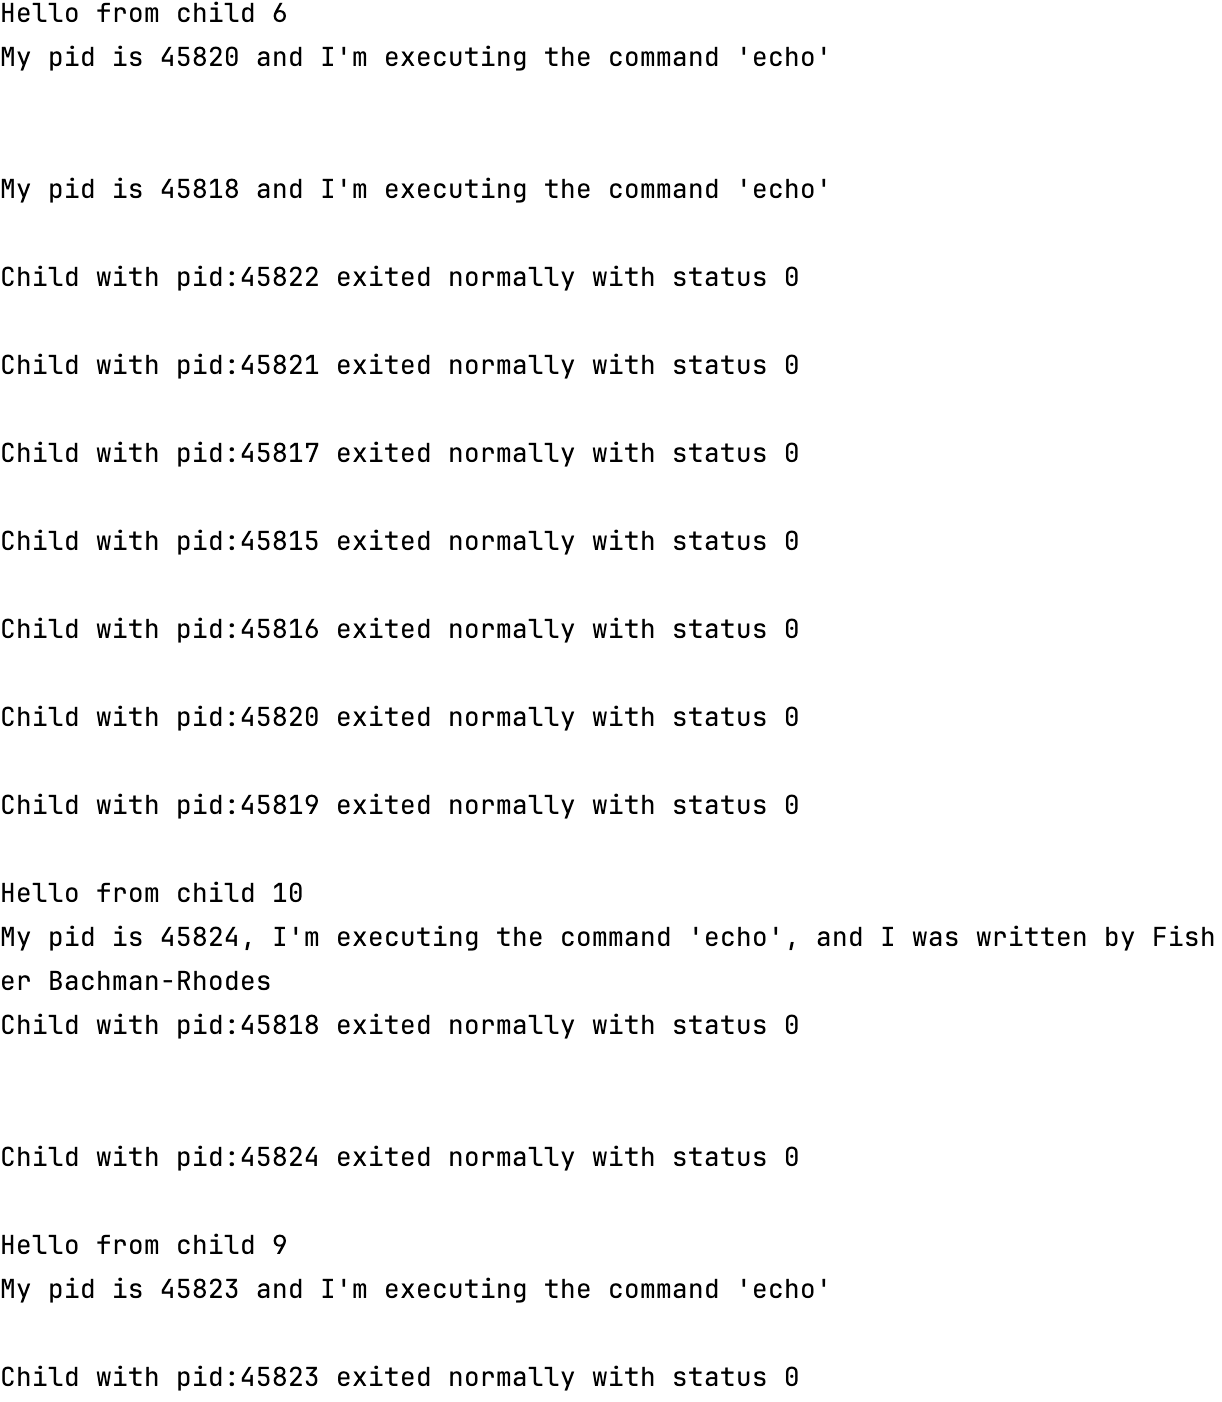 Hello from child 6
My pid is 45820 and I'm executing the command 'echo'
My pid is 45818 and I'm executing the command 'echo'
Child with pid:45822 exited normally with status 0
Child with pid:45821 exited normally with status 0
Child with pid:45817 exited normally with status 0
Child with pid:45815 exited normally with status 0
Child with pid:45816 exited normally with status 0
Child with pid:45820 exited normally with status 0
Child with pid:45819 exited normally with status 0
Hello from child 10
My pid is 45824, I'm executing the command 'echo', and I was written by Fish
er Bachman-Rhodes
Child with pid:45818 exited normally with status 0
Child with pid:45824 exited normally with status 0
Hello from child 9
My pid is 45823 and I'm executing the command 'echo'
Child with pid:45823 exited normally with status 0